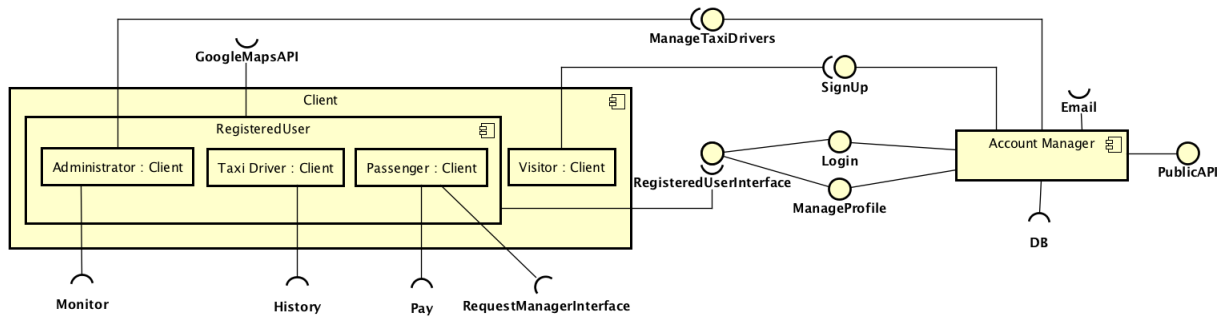 ManageTaxiDrivers
GoogleMapsAPI
SignUp
Client
Email
RegisteredUser
Account Manager
Administrator : Client
Taxi Driver : Client
Passenger : Client
Visitor : Client
Login
PublicAPI
RegisteredUserInterface
ManageProfile
DB
Monitor
History
Pay
RequestManagerInterface